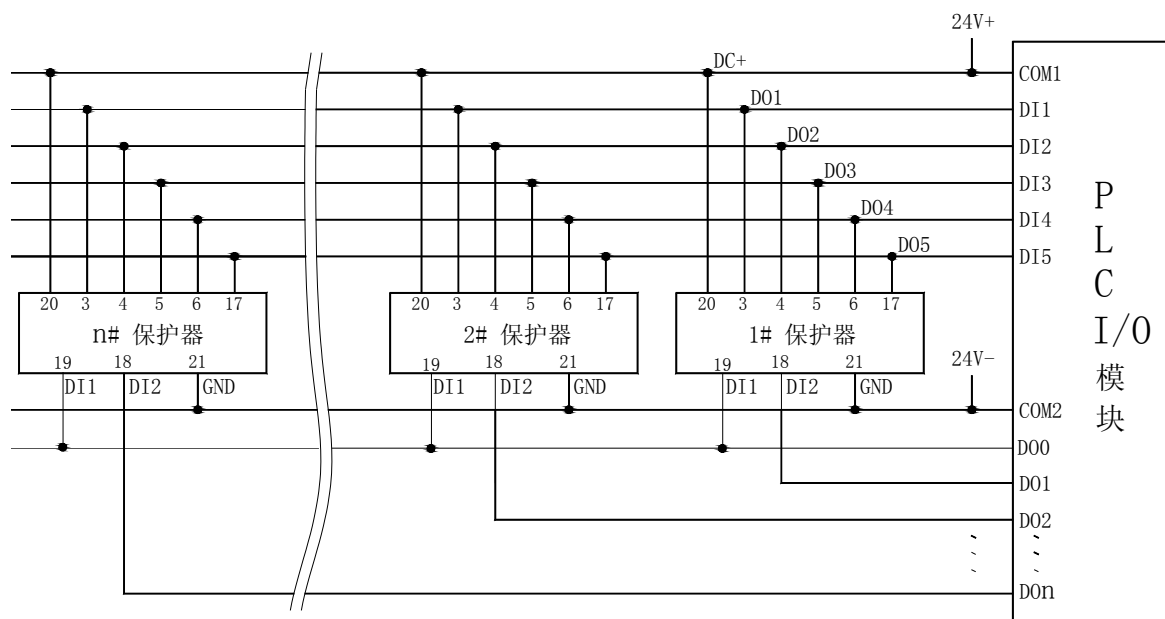 24V+
DC+
COM1
DO1
DI1
DO2
DI2
DO3
DI3
DO4
DI4
DO5
DI5
20 3 4 5 6 17
20 3 4 5 6 17
20 3 4 5 6 17
n# 保护器
2# 保护器
1# 保护器
19 18 21
19 18 21
19 18 21
24V-
DI1 DI2 GND
DI1 DI2 GND
DI1 DI2 GND
COM2
DO0
DO1
DO2
DOn
PLC I/O 模块